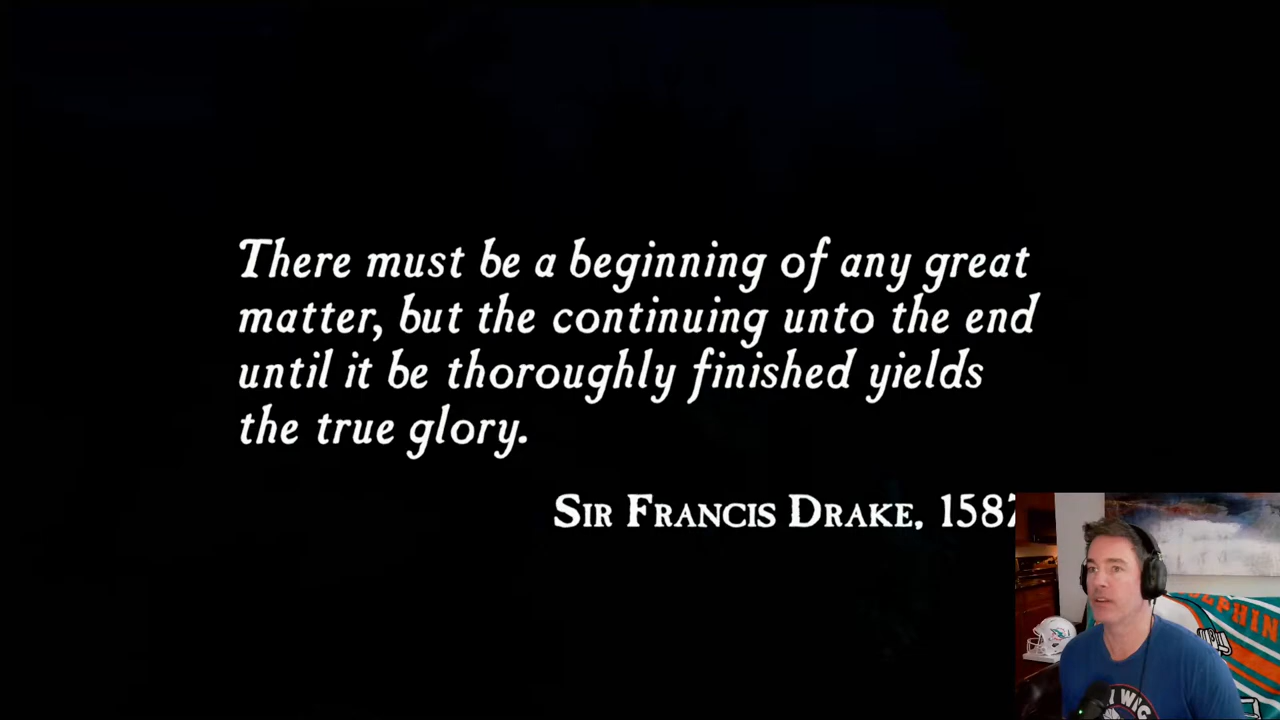 There must be a beginning of any great
matter, but the continuing unto the end
until it be thoroughly finished yields
the true glory.
Sir Francis Drake, 1587